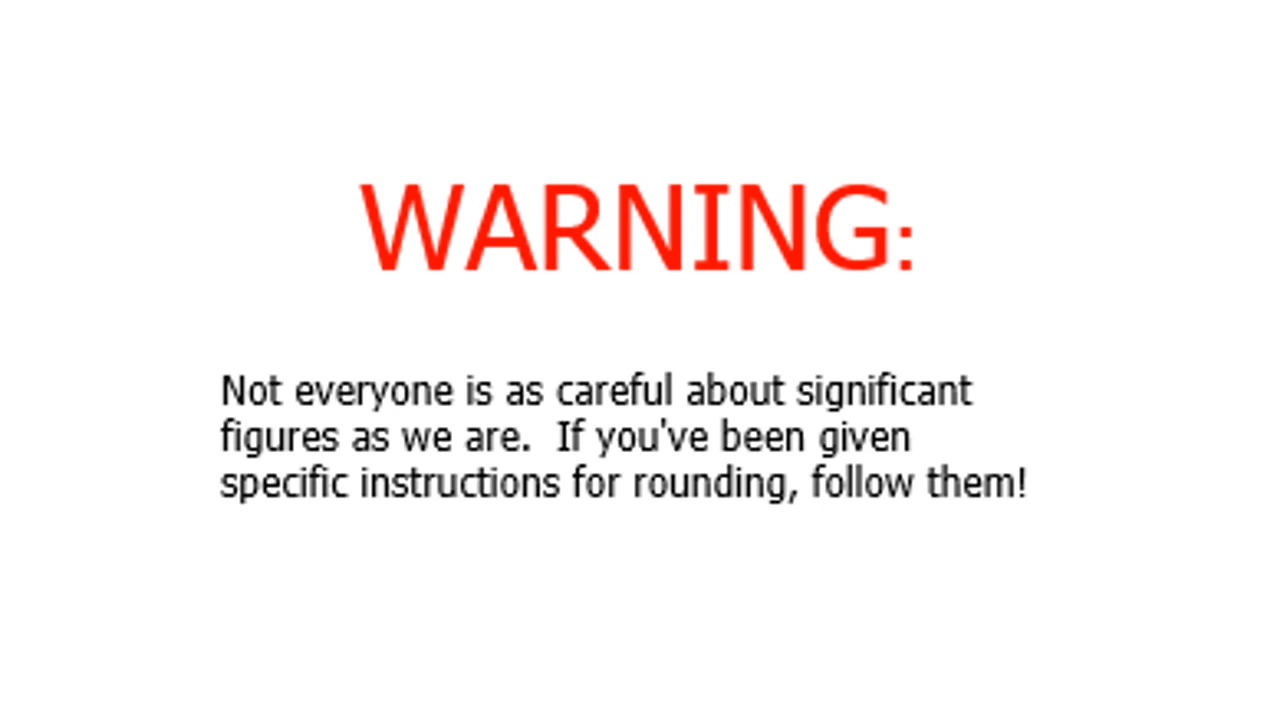 WARNING:
Not everyone is as careful about significant
figures as we are.  If you've been given
specific instructions for rounding, follow them!